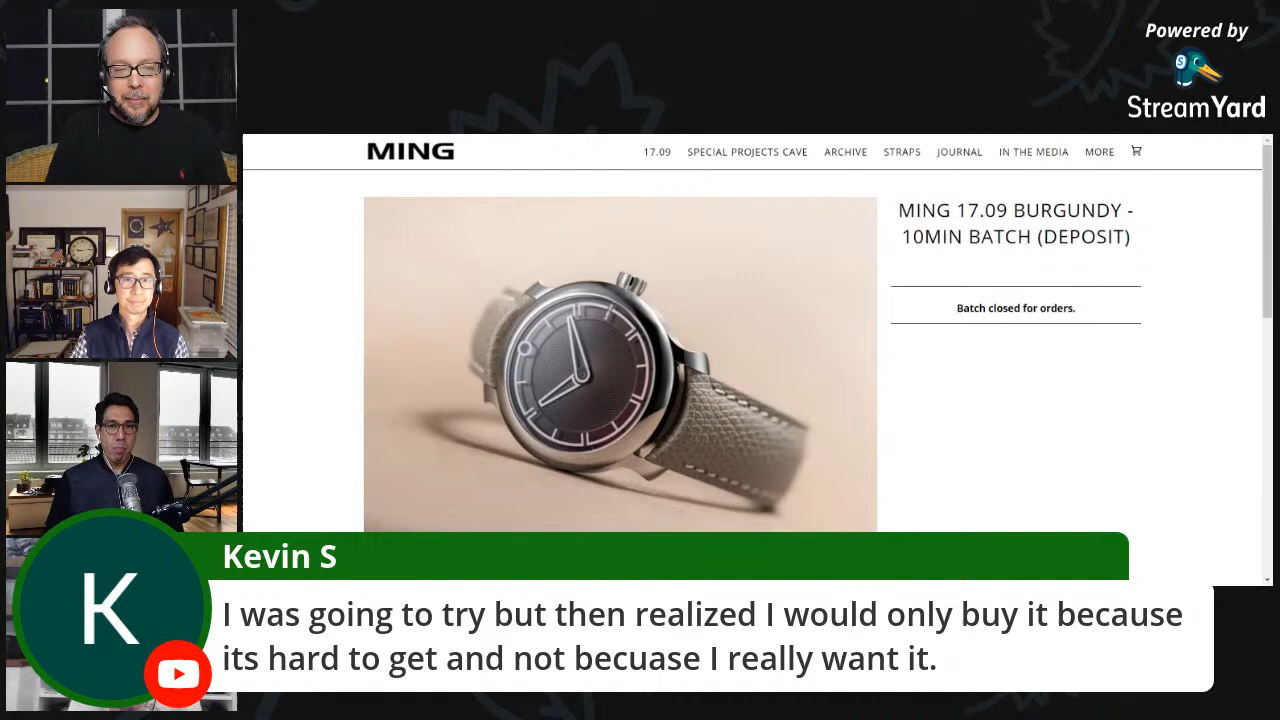 Powered by
StreamYard
MING
17.09 SPECIAL PROJECTS CAVE ARCHIVE STRAPS JOURNAL IN THE MEDIA MORE
MING 17.09 BURGUNDY -
10MIN BATCH (DEPOSIT)
Batch closed for orders.
K
Kevin S
I was going to try but then realized I would only buy it because
its hard to get and not becuase I really want it.